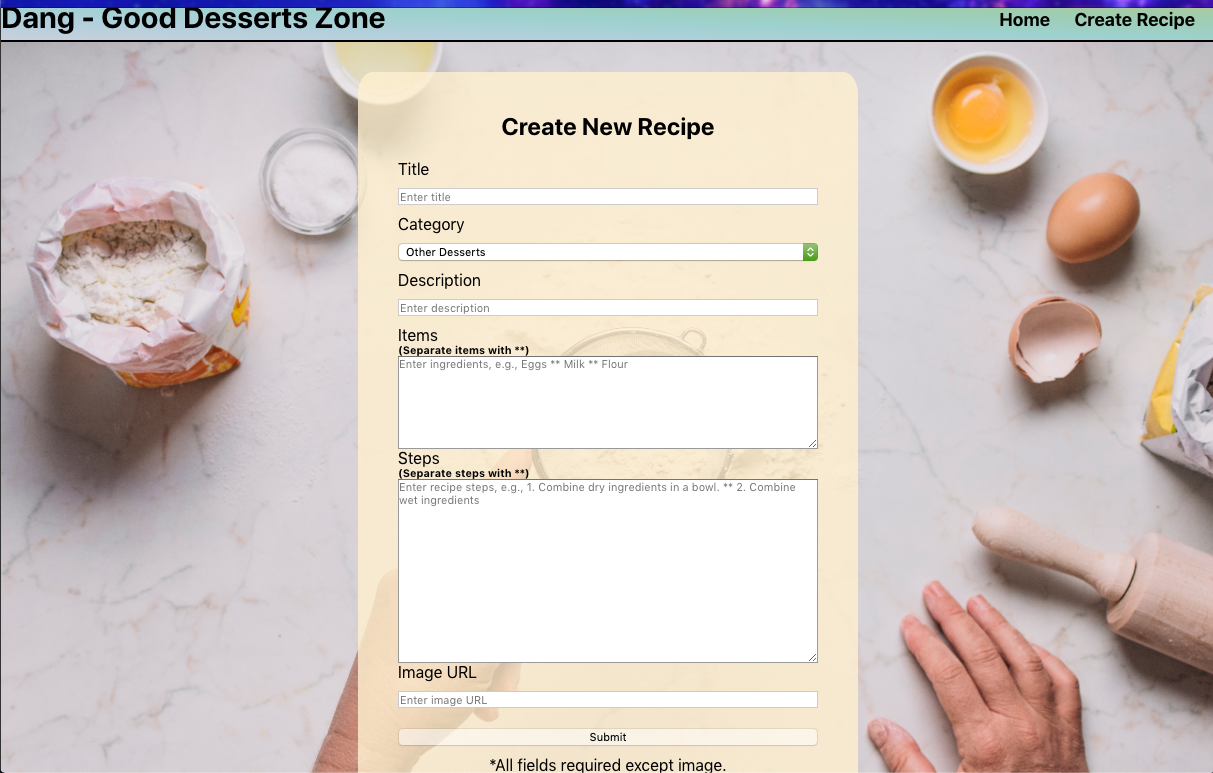 Dang - Good Desserts Zone
Home
Create Recipe
Create New Recipe
Title
Enter title
Category
Other Desserts
Description
Enter description
Items
(Separate items with **)
Enter ingredients, e.g., Eggs ** Milk ** Flour
Steps
(Separate steps with **)
Enter recipe steps, e.g., 1. Combine dry ingredients in a bowl. ** 2. Combine
wet ingredients
Image URL
Enter image URL
Submit
*All fields required except image.